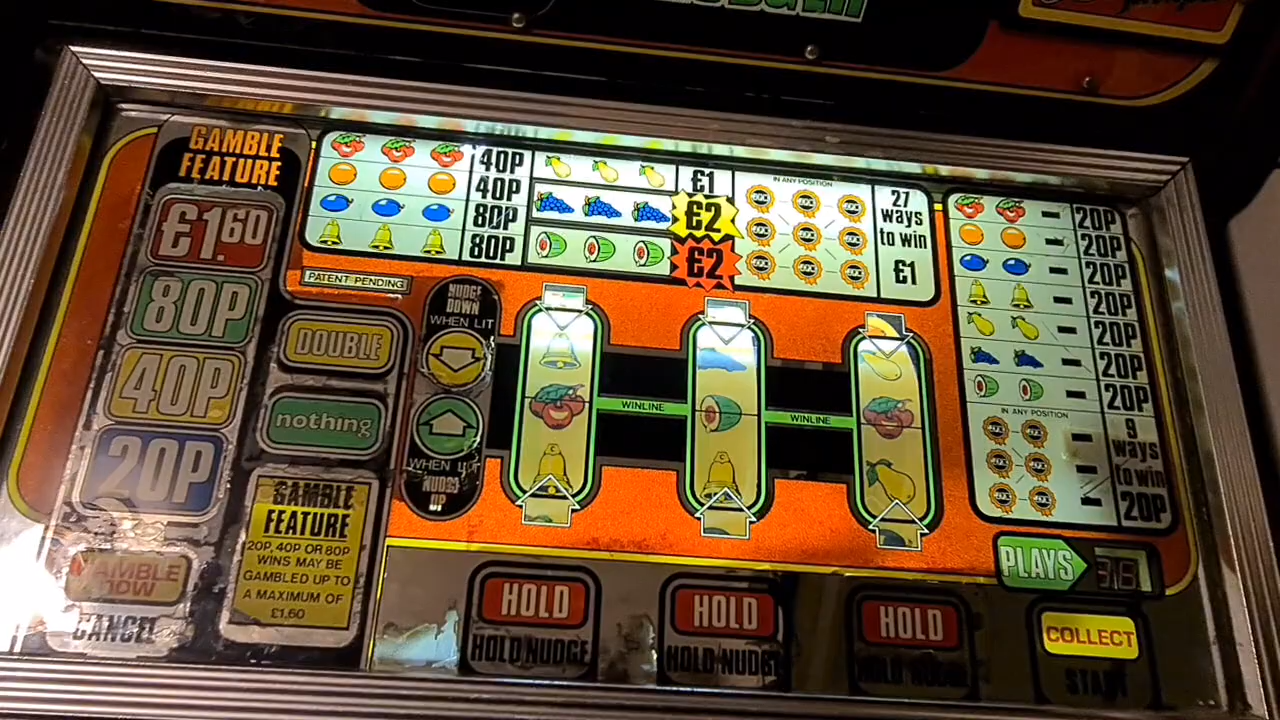 GAMBLE
FEATURE
£1.60
80P
40P
20P
GAMBLE
NOW
CANCEL
DOUBLE
nothing
GAMBLE
FEATURE
20P, 40P OR 80P
WINS MAY BE
GAMBLED UP TO
A MAXIMUM OF
£1.60
40P
40P
80P
80P
PATENT PENDING
£1
£2
£2
IN ANY POSITION
27
ways
to win
£1
20P
20P
20P
20P
20P
20P
20P
IN ANY POSITION
9
ways
to win
20P
NUDGE
DOWN
WHEN LIT
WHEN LIT
NUDGE
UP
WINLINE
WINLINE
PLAYS
HOLD
HOLD NUDGE
HOLD
HOLD NUDGE
HOLD
HOLD NUDGE
COLLECT
START